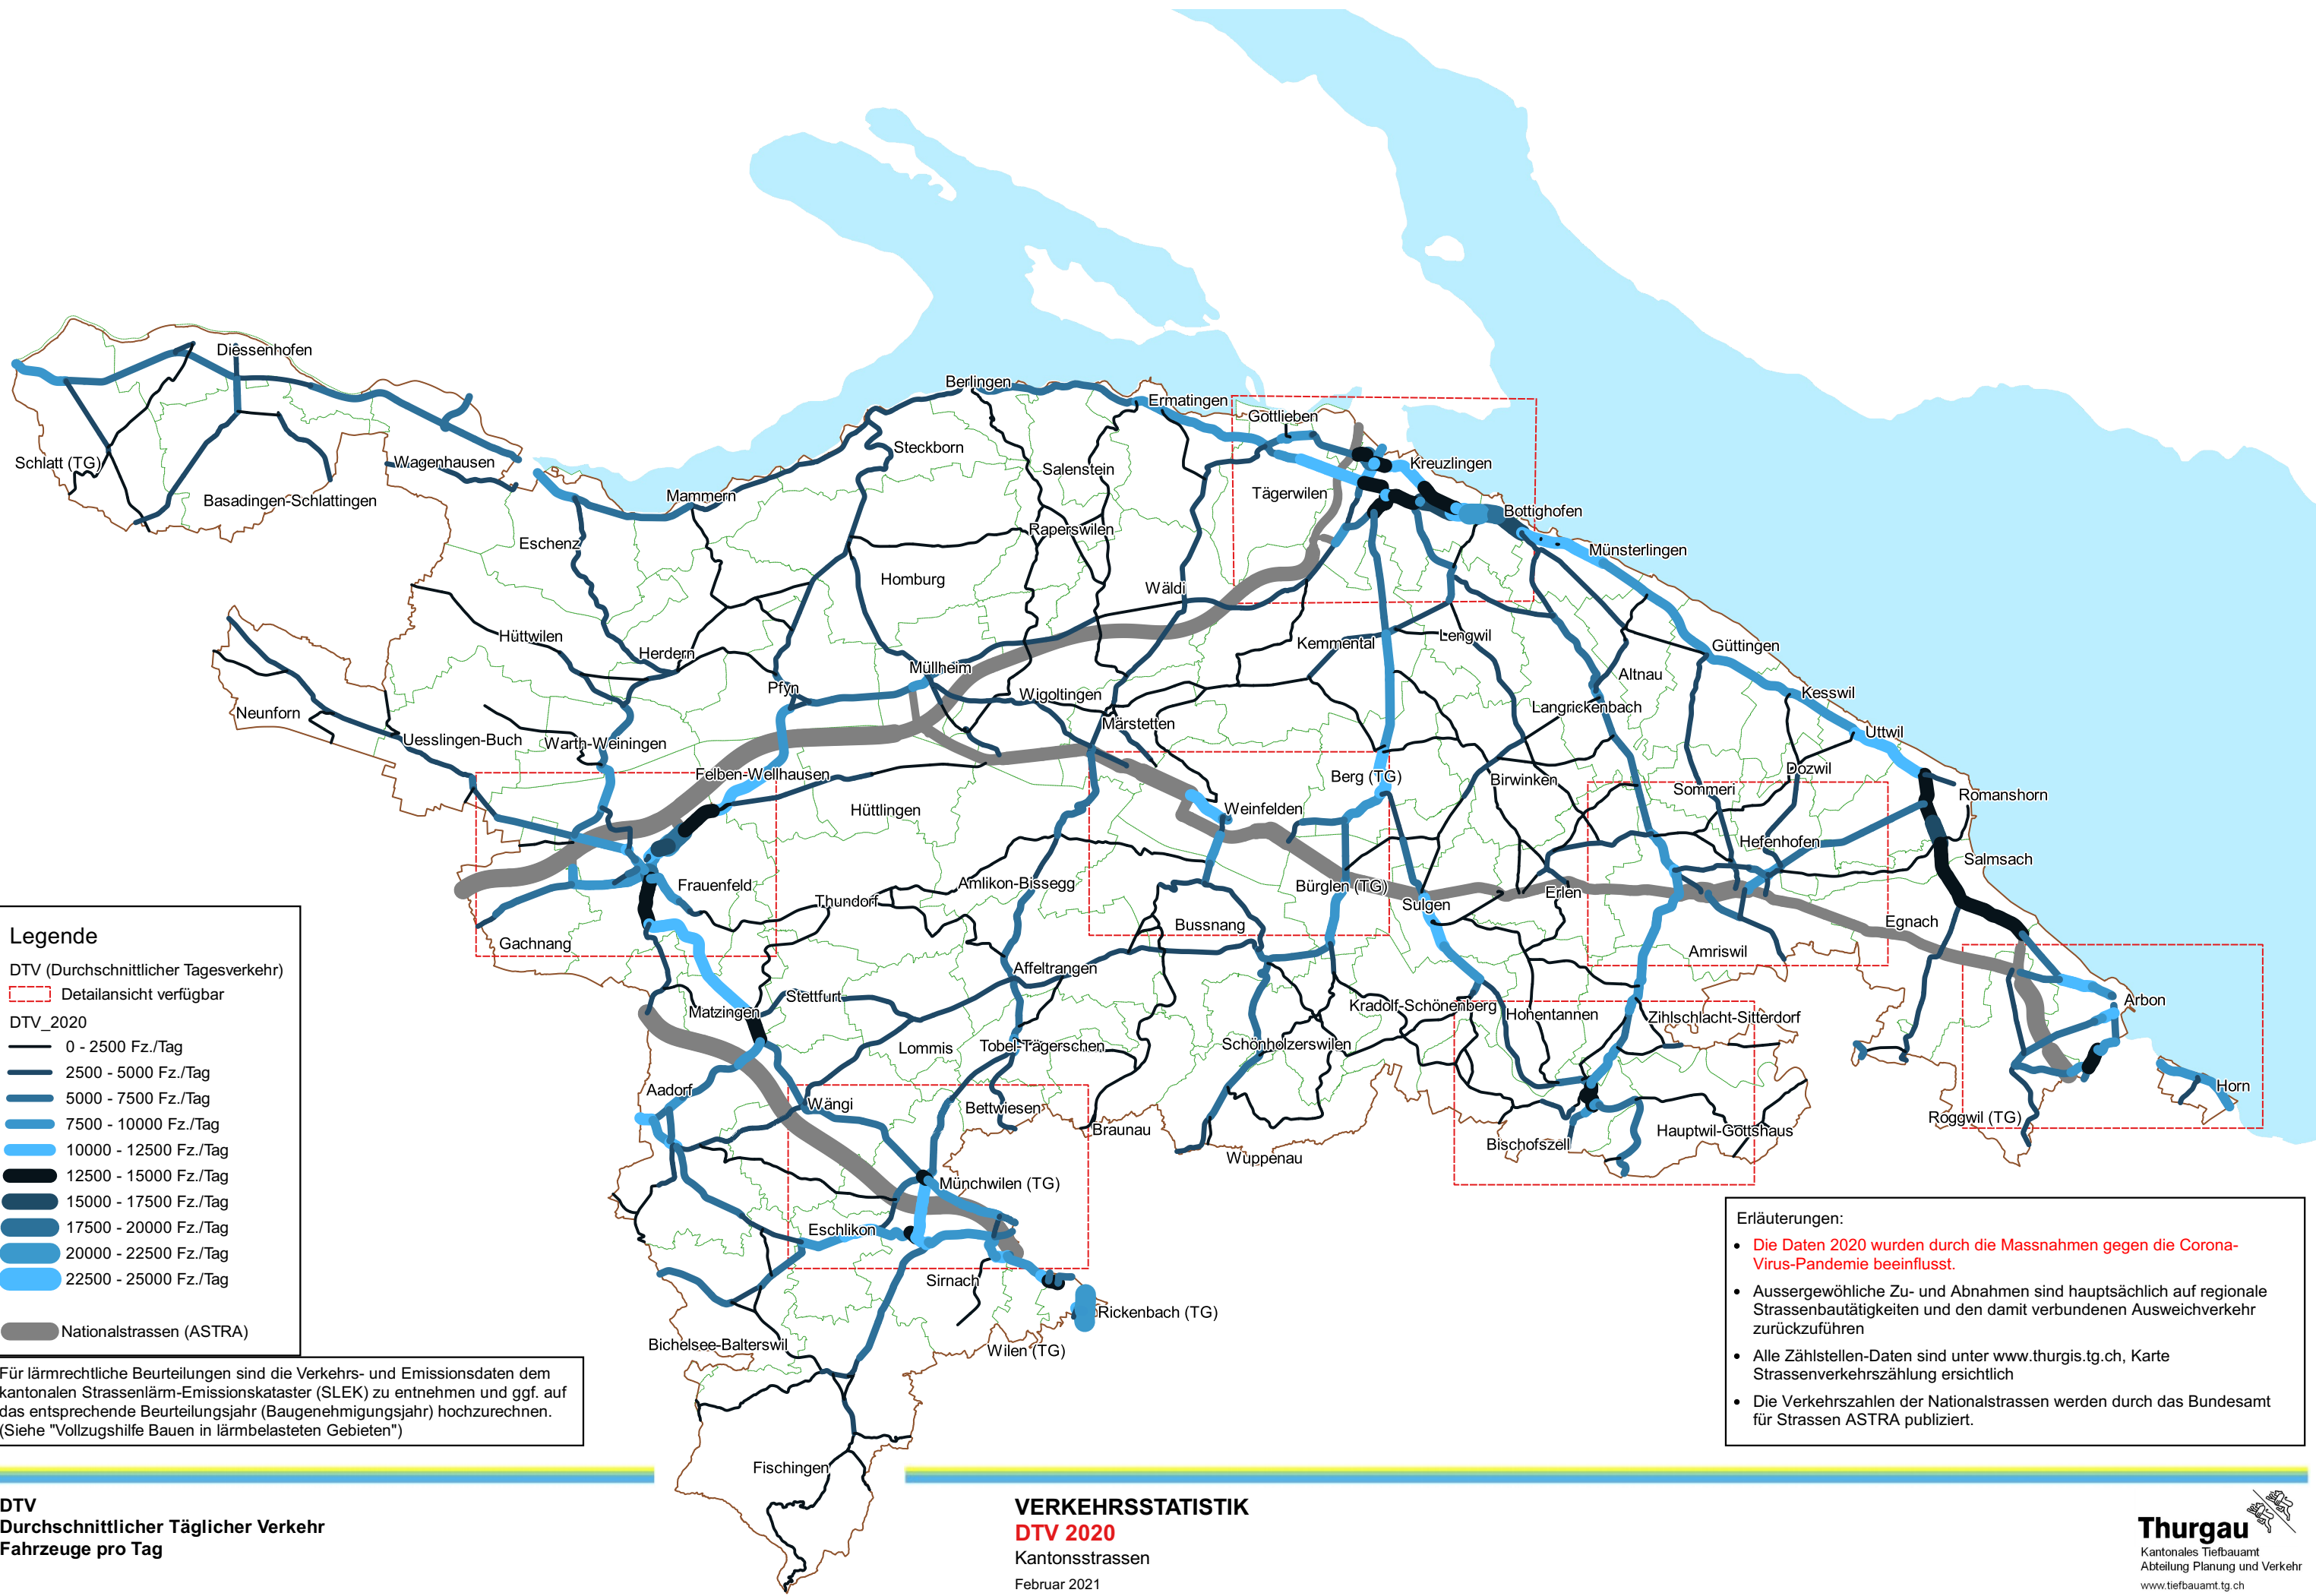 Diessenhofen
Schlatt (TG)
Wagenhausen
Basadingen-Schlattingen
Berlingen
Ermatingen
Gottlieben
Steckborn
Salenstein
Kreuzlingen
Mammern
Tägerwilen
Bottighofen
Raperswilen
Eschenz
Münsterlingen
Homburg
Wäldi
Hüttwilen
Herdern
Kemmental
Lengwil
Güttingen
Müllheim
Altnau
Pfyn
Wigoltingen
Kesswil
Neunforn
Langrickenbach
Märstetten
Uttwil
Uesslingen-Buch
Warth-Weiningen
Felben-Wellhausen
Berg (TG)
Birwinken
Dozwil
Sommeri
Romanshorn
Hüttlingen
Weinfelden
Hefenhofen
Salmsach
Frauenfeld
Amlikon-Bissegg
Bürglen (TG)
Erlen
Thundorf
Sulgen
Egnach
Bussnang
Gachnang
Amriswil
Affeltrangen
Stettfurt
Arbon
Matzingen
Kradolf-Schönenberg
Hohentannen
Zihlschlacht-Sitterdorf
Lommis
Tobel-Tägerschen
Schönholzerswilen
Aadorf
Horn
Wängi
Bettwiesen
Roggwil (TG)
Braunau
Hauptwil-Gottshaus
Bischofszell
Wuppenau
Münchwilen (TG)
Eschlikon
Sirnach
Rickenbach (TG)
Bichelsee-Balterswil
Wilen (TG)
Fischingen
Legende
DTV (Durchschnittlicher Tagesverkehr)
Detailansicht verfügbar
DTV_2020
0 - 2500 Fz./Tag
2500 - 5000 Fz./Tag
5000 - 7500 Fz./Tag
7500 - 10000 Fz./Tag
10000 - 12500 Fz./Tag
12500 - 15000 Fz./Tag
15000 - 17500 Fz./Tag
17500 - 20000 Fz./Tag
20000 - 22500 Fz./Tag
22500 - 25000 Fz./Tag
Nationalstrassen (ASTRA)
Für lärmrechtliche Beurteilungen sind die Verkehrs- und Emissionsdaten dem
kantonalen Strassenlärm-Emissionskataster (SLEK) zu entnehmen und ggf. auf
das entsprechende Beurteilungsjahr (Baugenehmigungsjahr) hochzurechnen.
(Siehe "Vollzugshilfe Bauen in lärmbelasteten Gebieten")
Erläuterungen:
• Die Daten 2020 wurden durch die Massnahmen gegen die Corona-
Virus-Pandemie beeinflusst.
• Aussergewöhliche Zu- und Abnahmen sind hauptsächlich auf regionale
Strassenbautätigkeiten und den damit verbundenen Ausweichverkehr
zurückzuführen
• Alle Zählstellen-Daten sind unter www.thurgis.tg.ch, Karte
Strassenverkehrszählung ersichtlich
• Die Verkehrszahlen der Nationalstrassen werden durch das Bundesamt
für Strassen ASTRA publiziert.
DTV
Durchschnittlicher Täglicher Verkehr
Fahrzeuge pro Tag
VERKEHRSSTATISTIK
DTV 2020
Kantonsstrassen
Februar 2021
Thurgau
Kantonales Tiefbauamt
Abteilung Planung und Verkehr
www.tiefbauamt.tg.ch